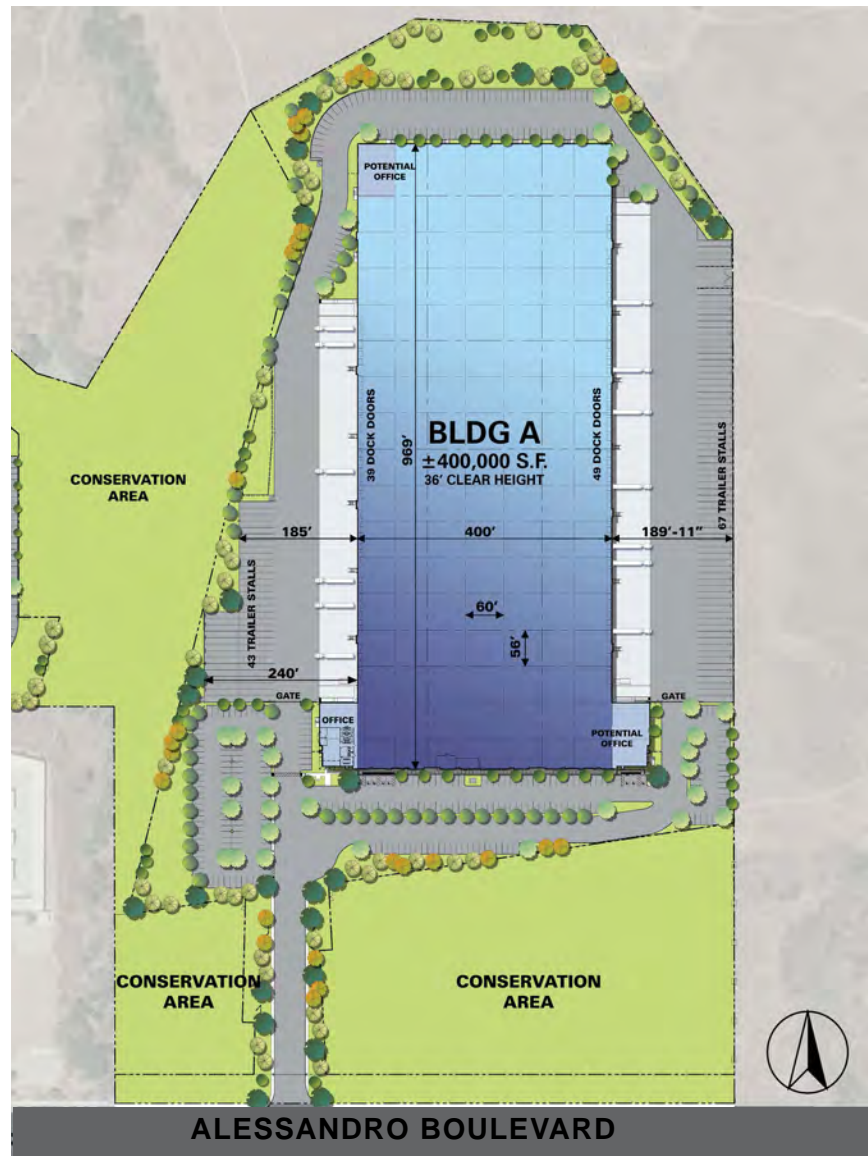 POTENTIAL
OFFICE
969'
39 DOCK DOORS
BLDG A
±400,000 S.F.
36' CLEAR HEIGHT
49 DOCK DOORS
67 TRAILER STALLS
CONSERVATION
AREA
185'
400'
189'-11"
43 TRAILER STALLS
60'
56'
240'
GATE
GATE
OFFICE
POTENTIAL
OFFICE
CONSERVATION
AREA
CONSERVATION
AREA
ALESSANDRO BOULEVARD